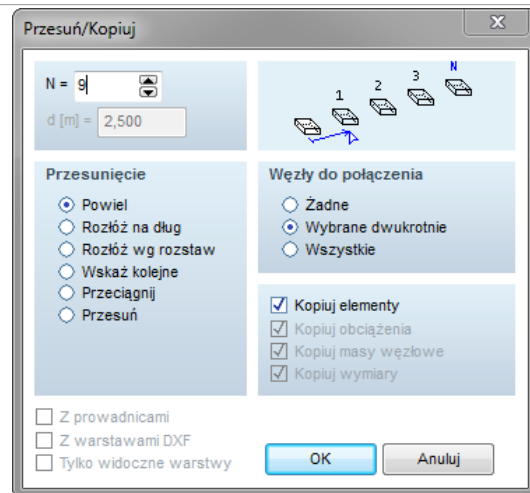 Przesuń/Kopiuj
N = 9
d [m] = 2,500
1 2 3 N
Przesunięcie
Powiel
Rozłóż na dług
Rozłóż wg rozstaw
Wskaż kolejne
Przeciągnij
Przesuń
Węzły do połączenia
Żadne
Wybrane dwukrotnie
Wszystkie
Kopiuj elementy
Kopiuj obciążenia
Kopiuj masy węzłowe
Kopiuj wymiary
Z prowadnicami
Z warstawami DXF
Tylko widoczne warstwy
OK
Anuluj